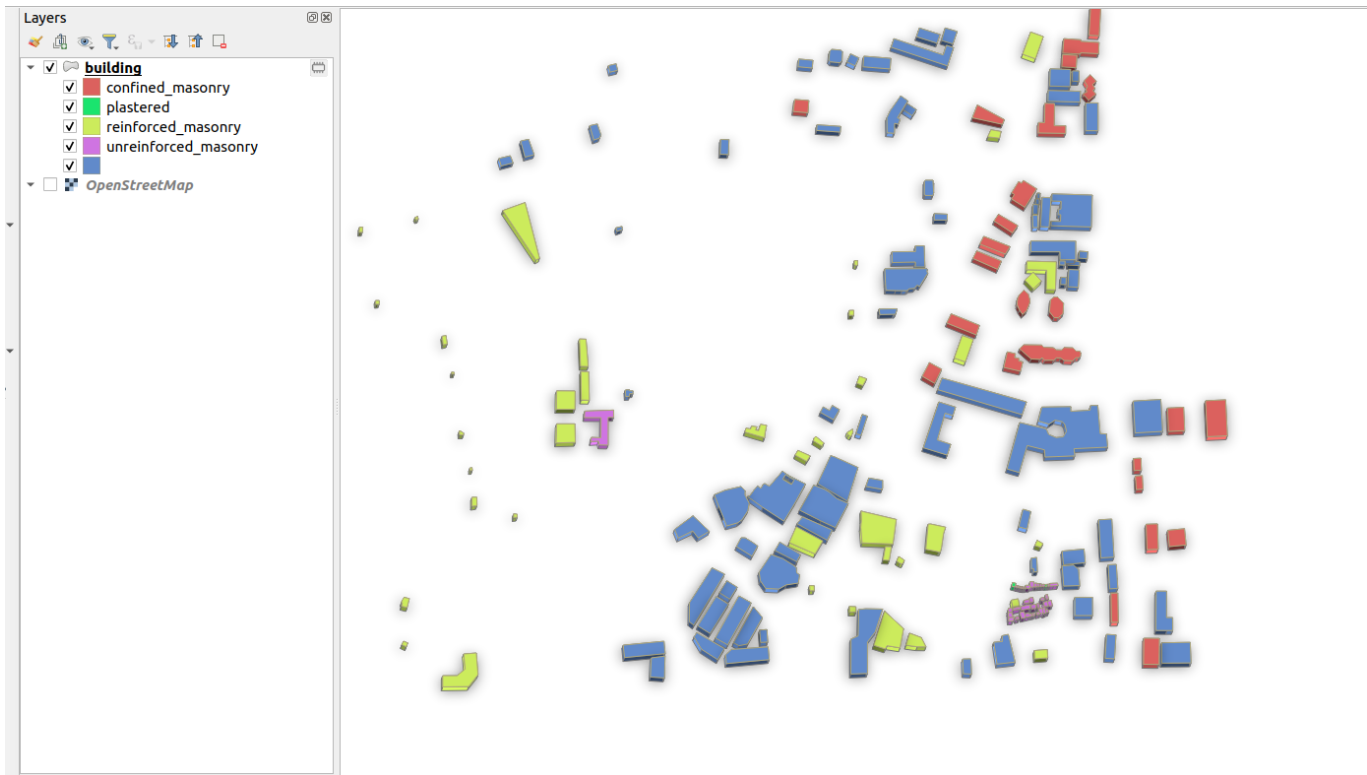 Layers
building
confined_masonry
plastered
reinforced_masonry
unreinforced_masonry
OpenStreetMap